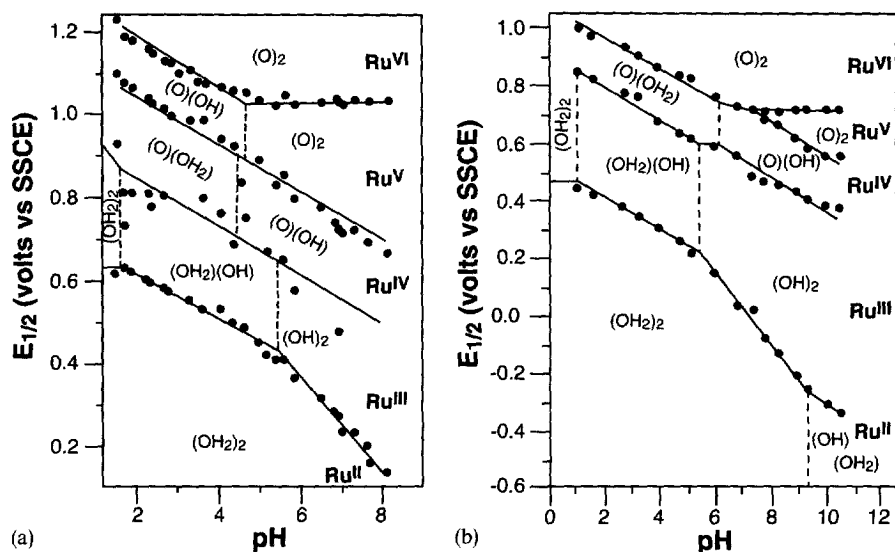 (a)
E1/2 (volts vs SSCE)
1.2
1.0
0.8
0.6
0.4
0.2
2
4
6
8
pH
(O)2
RuVI
(O)(OH)
(O)2
(O)(OH2)
RuV
(O)(OH)
(OH2)2
(OH2)(OH)
RuIV
(OH)2
RuIII
(OH2)2
RuII
(b)
E1/2 (volts vs SSCE)
1.0
0.8
0.6
0.4
0.2
0.0
-0.2
-0.4
-0.6
0
2
4
6
8
10
12
pH
(O)2
RuVI
(O)(OH2)
RuV
(O)2
(OH2)2
(OH2)(OH)
(O)(OH)
RuIV
(OH)2
RuIII
(OH2)2
RuII
(OH)
(OH2)